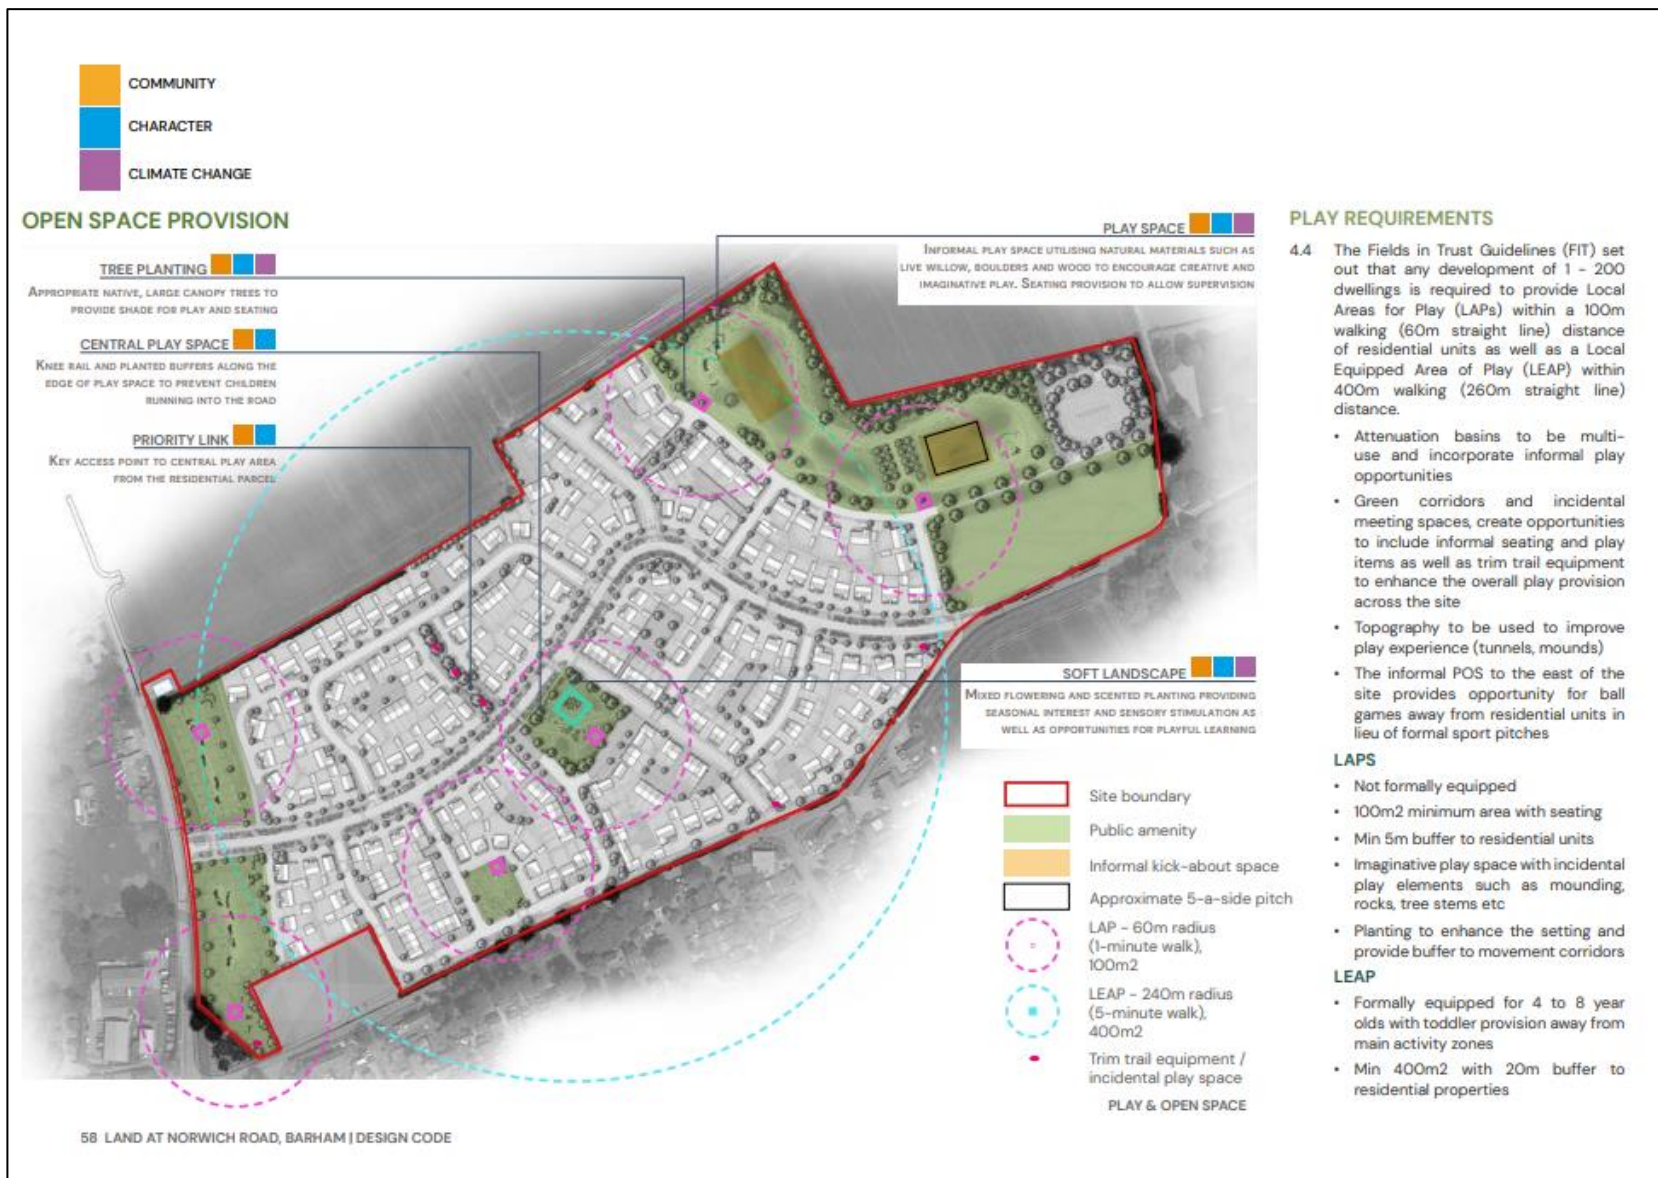 COMMUNITY
CHARACTER
CLIMATE CHANGE
OPEN SPACE PROVISION
TREE PLANTING
APPROPRIATE NATIVE, LARGE CANOPY TREES TO
PROVIDE SHADE FOR PLAY AND SEATING
CENTRAL PLAY SPACE
KNEE RAIL AND PLANTED BUFFERS ALONG THE
EDGE OF PLAY SPACE TO PREVENT CHILDREN
RUNNING INTO THE ROAD
PRIORITY LINK
KEY ACCESS POINT TO CENTRAL PLAY AREA
FROM THE RESIDENTIAL PARCEL
PLAY SPACE
INFORMAL PLAY SPACE UTILISING NATURAL MATERIALS SUCH AS
LIVE WILLOW, BOULDERS AND WOOD TO ENCOURAGE CREATIVE AND
IMAGINATIVE PLAY. SEATING PROVISION TO ALLOW SUPERVISION
SOFT LANDSCAPE
MIXED FLOWERING AND SCENTED PLANTING PROVIDING
SEASONAL INTEREST AND SENSORY STIMULATION AS
WELL AS OPPORTUNITIES FOR PLAYFUL LEARNING
Site boundary
Public amenity
Informal kick-about space
Approximate 5-a-side pitch
LAP - 60m radius
(1-minute walk),
100m2
LEAP - 240m radius
(5-minute walk),
400m2
Trim trail equipment /
incidental play space
PLAY & OPEN SPACE
PLAY REQUIREMENTS
4.4 The Fields in Trust Guidelines (FIT) set
out that any development of 1 - 200
dwellings is required to provide Local
Areas for Play (LAPs) within a 100m
walking (60m straight line) distance
of residential units as well as a Local
Equipped Area of Play (LEAP) within
400m walking (260m straight line)
distance.
• Attenuation basins to be multi-
use and incorporate informal play
opportunities
• Green corridors and incidental
meeting spaces, create opportunities
to include informal seating and play
items as well as trim trail equipment
to enhance the overall play provision
across the site
• Topography to be used to improve
play experience (tunnels, mounds)
• The informal POS to the east of the
site provides opportunity for ball
games away from residential units in
lieu of formal sport pitches
LAPS
• Not formally equipped
• 100m2 minimum area with seating
• Min 5m buffer to residential units
• Imaginative play space with incidental
play elements such as mounding,
rocks, tree stems etc
• Planting to enhance the setting and
provide buffer to movement corridors
LEAP
• Formally equipped for 4 to 8 year
olds with toddler provision away from
main activity zones
• Min 400m2 with 20m buffer to
residential properties
58 LAND AT NORWICH ROAD, BARHAM | DESIGN CODE